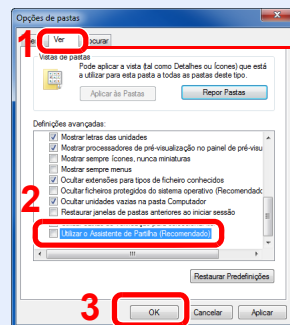 Opções de pastas
1
Ver
ocurar
Vistas de pastas
Pode aplicar a vista (tal como Detalhes ou Ícones) que está
a utilizar para esta pasta a todas as pastas deste tipo.
Aplicar às Pastas
Repor Pastas
Definições avançadas:
Mostrar letras das unidades
Mostrar processadores de pré-visualização no painel de pré-visu
Mostrar sempre ícones, nunca miniaturas
Mostrar sempre menus
Ocultar extensões para tipos de ficheiro conhecidos
Ocultar ficheiros protegidos do sistema operativo (Recomendado
2
Ocultar unidades vazias na pasta Computador
Restaurar janelas de pastas anteriores ao iniciar sessão
Utilizar o Assistente de Partilha (Recomendado)
Restaurar Predefinições
3
OK
Cancelar
Aplicar